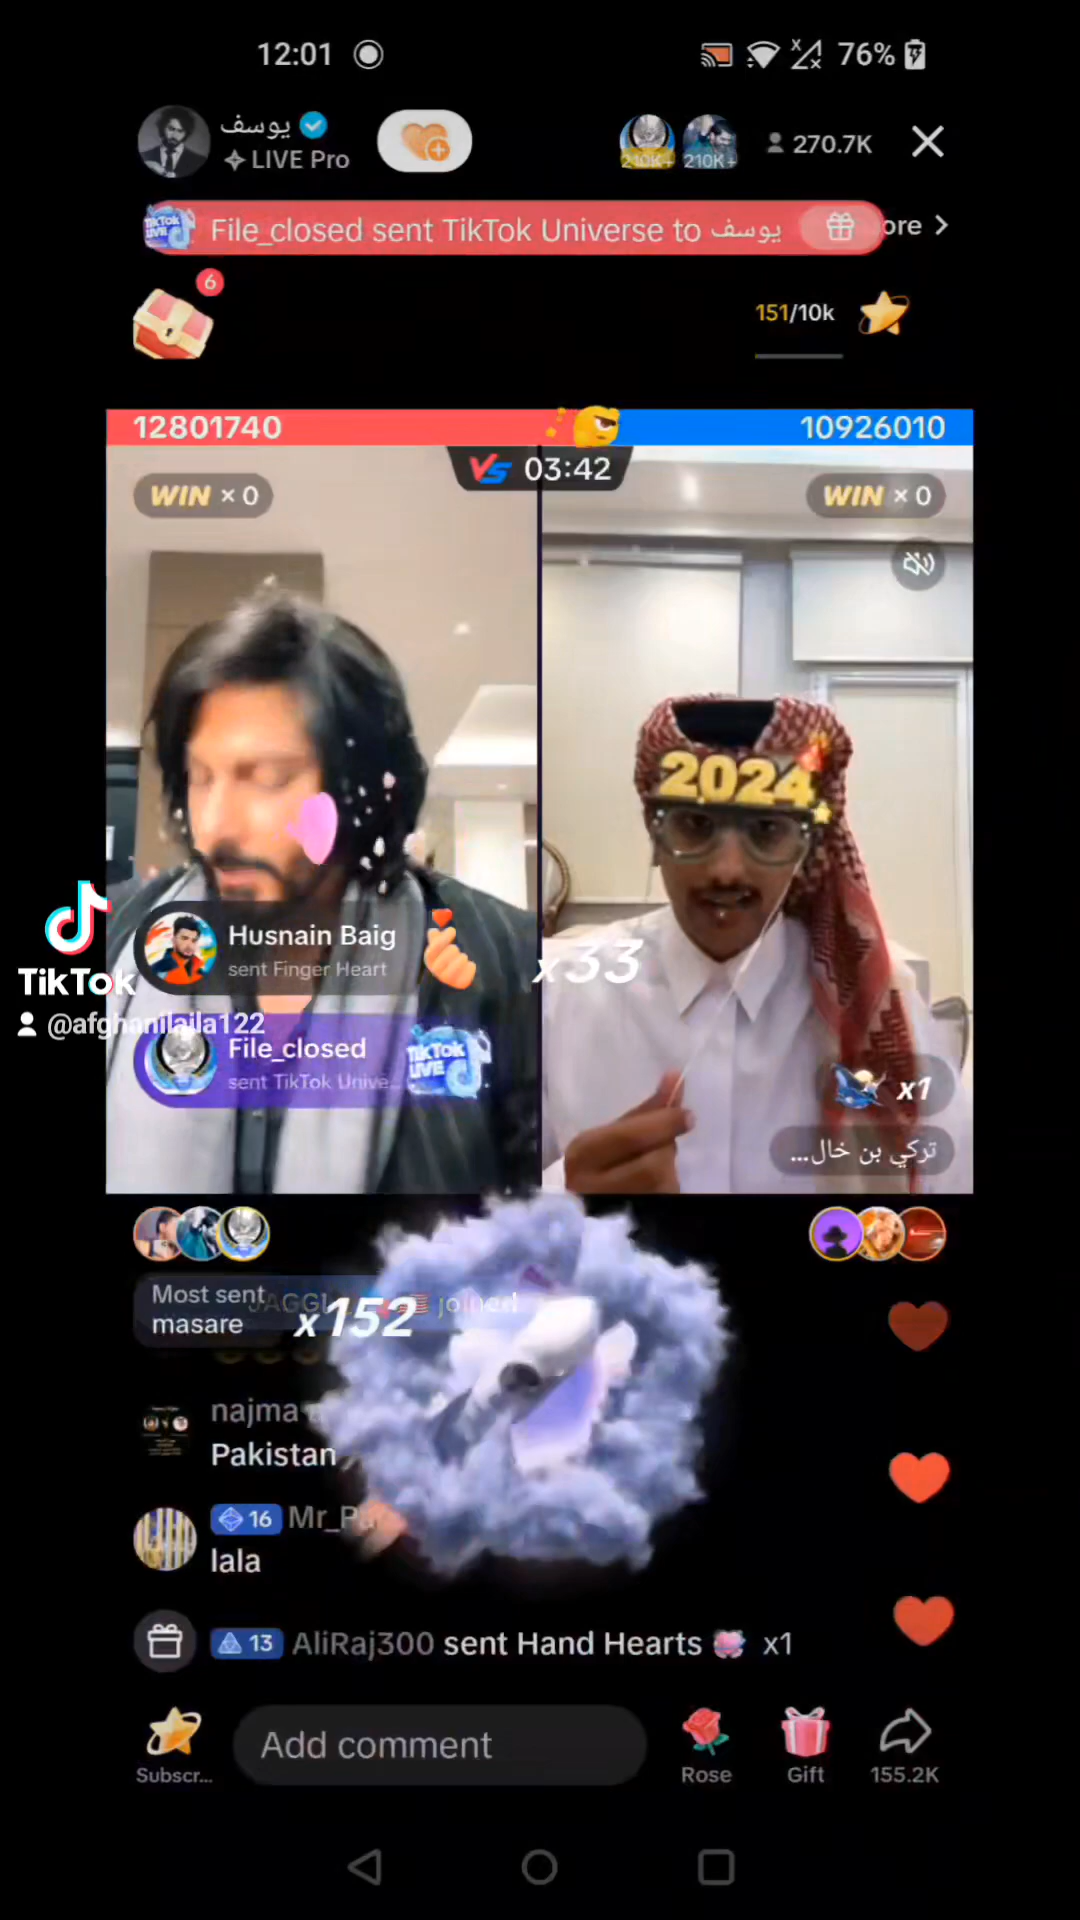 12:01
76%
يوسف
LIVE Pro
210K+
210K+
270.7K
File_closed sent TikTok Universe to يوسف
ore >
6
151/10k
12801740
10926010
VS 03:42
WIN × 0
WIN × 0
2024
Husnain Baig
sent Finger Heart
x33
TikTok
@afghanilaila122
File_closed
sent TikTok Unive...
TikTok
LIVE
x1
تركي بن خال...
Most sent
masare
x152
joined
najma
Pakistan
16 Mr_
lala
13 AliRaj300 sent Hand Hearts x1
Subscr...
Add comment
Rose
Gift
155.2K